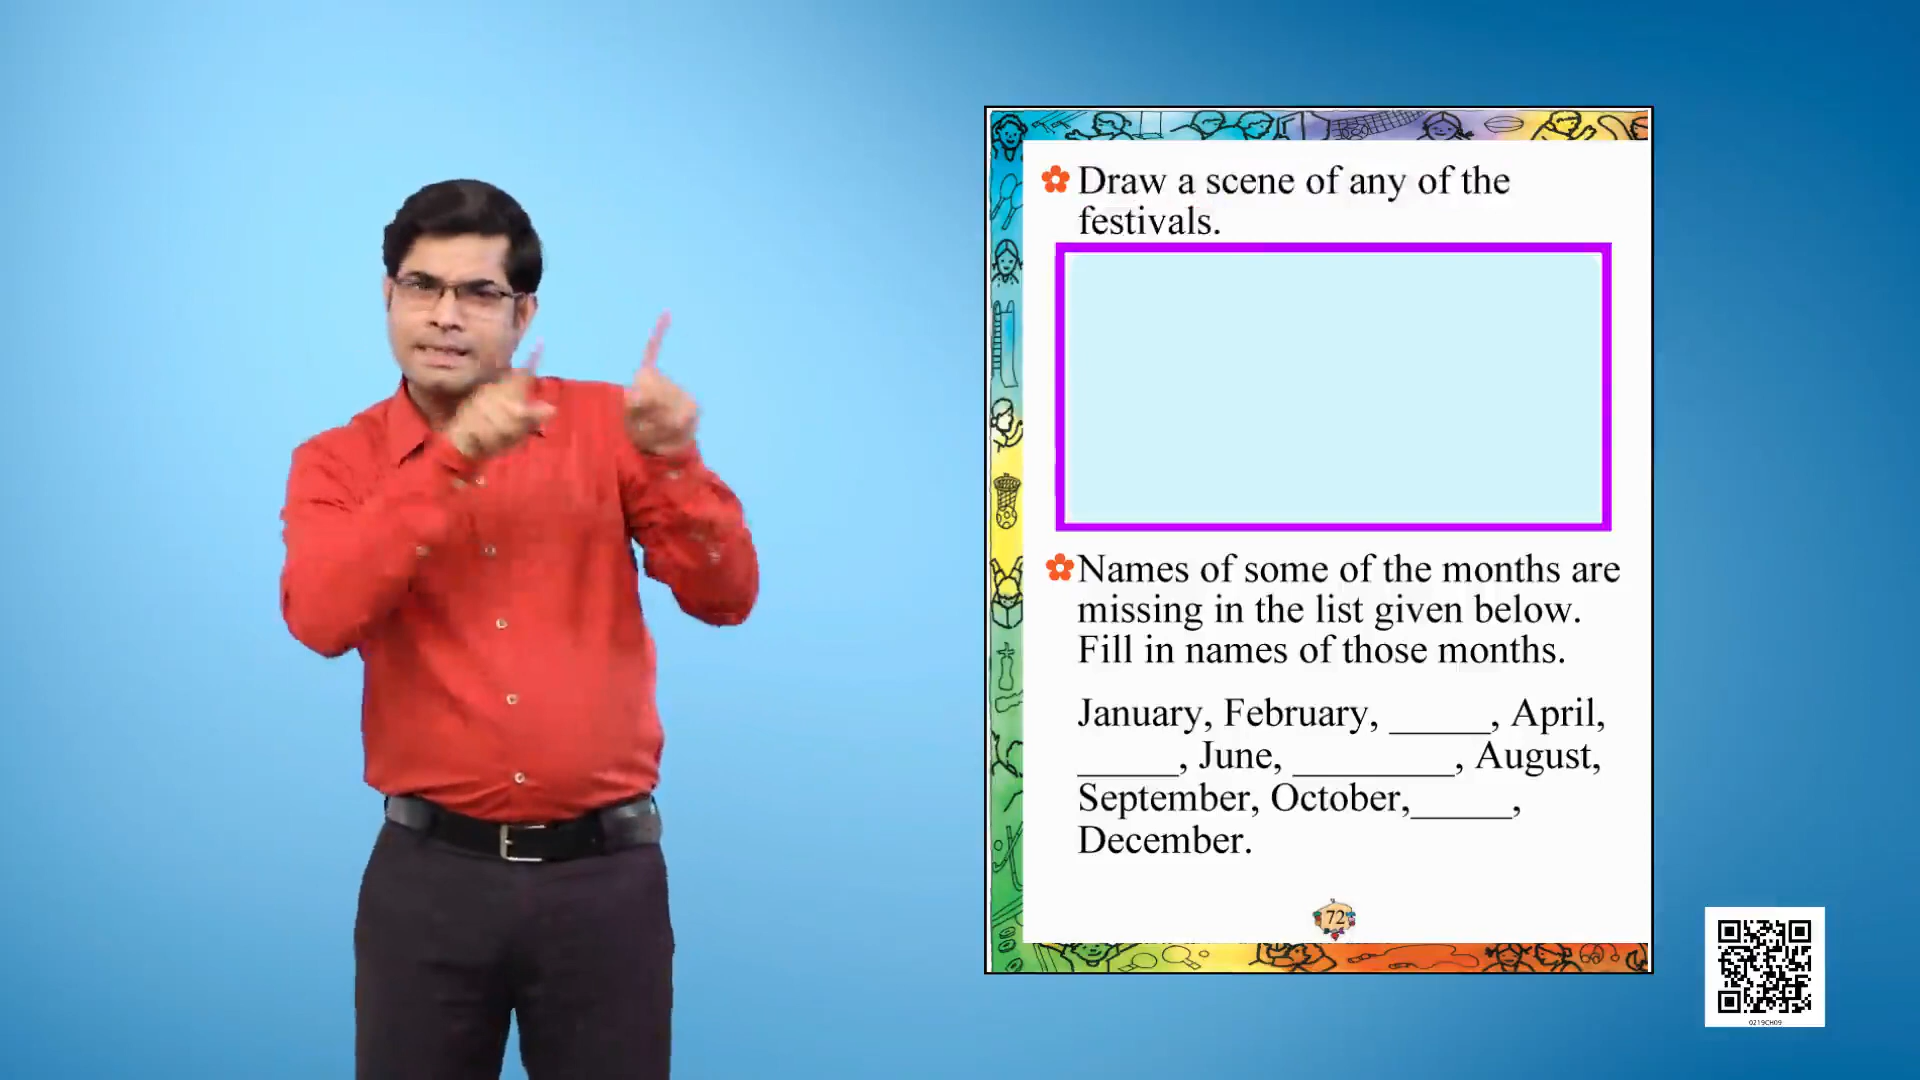 Draw a scene of any of the
festivals.
Names of some of the months are
missing in the list given below.
Fill in names of those months.
January, February, _____, April,
_____, June, ________, August,
September, October,_____,
December.
72
0219CH09